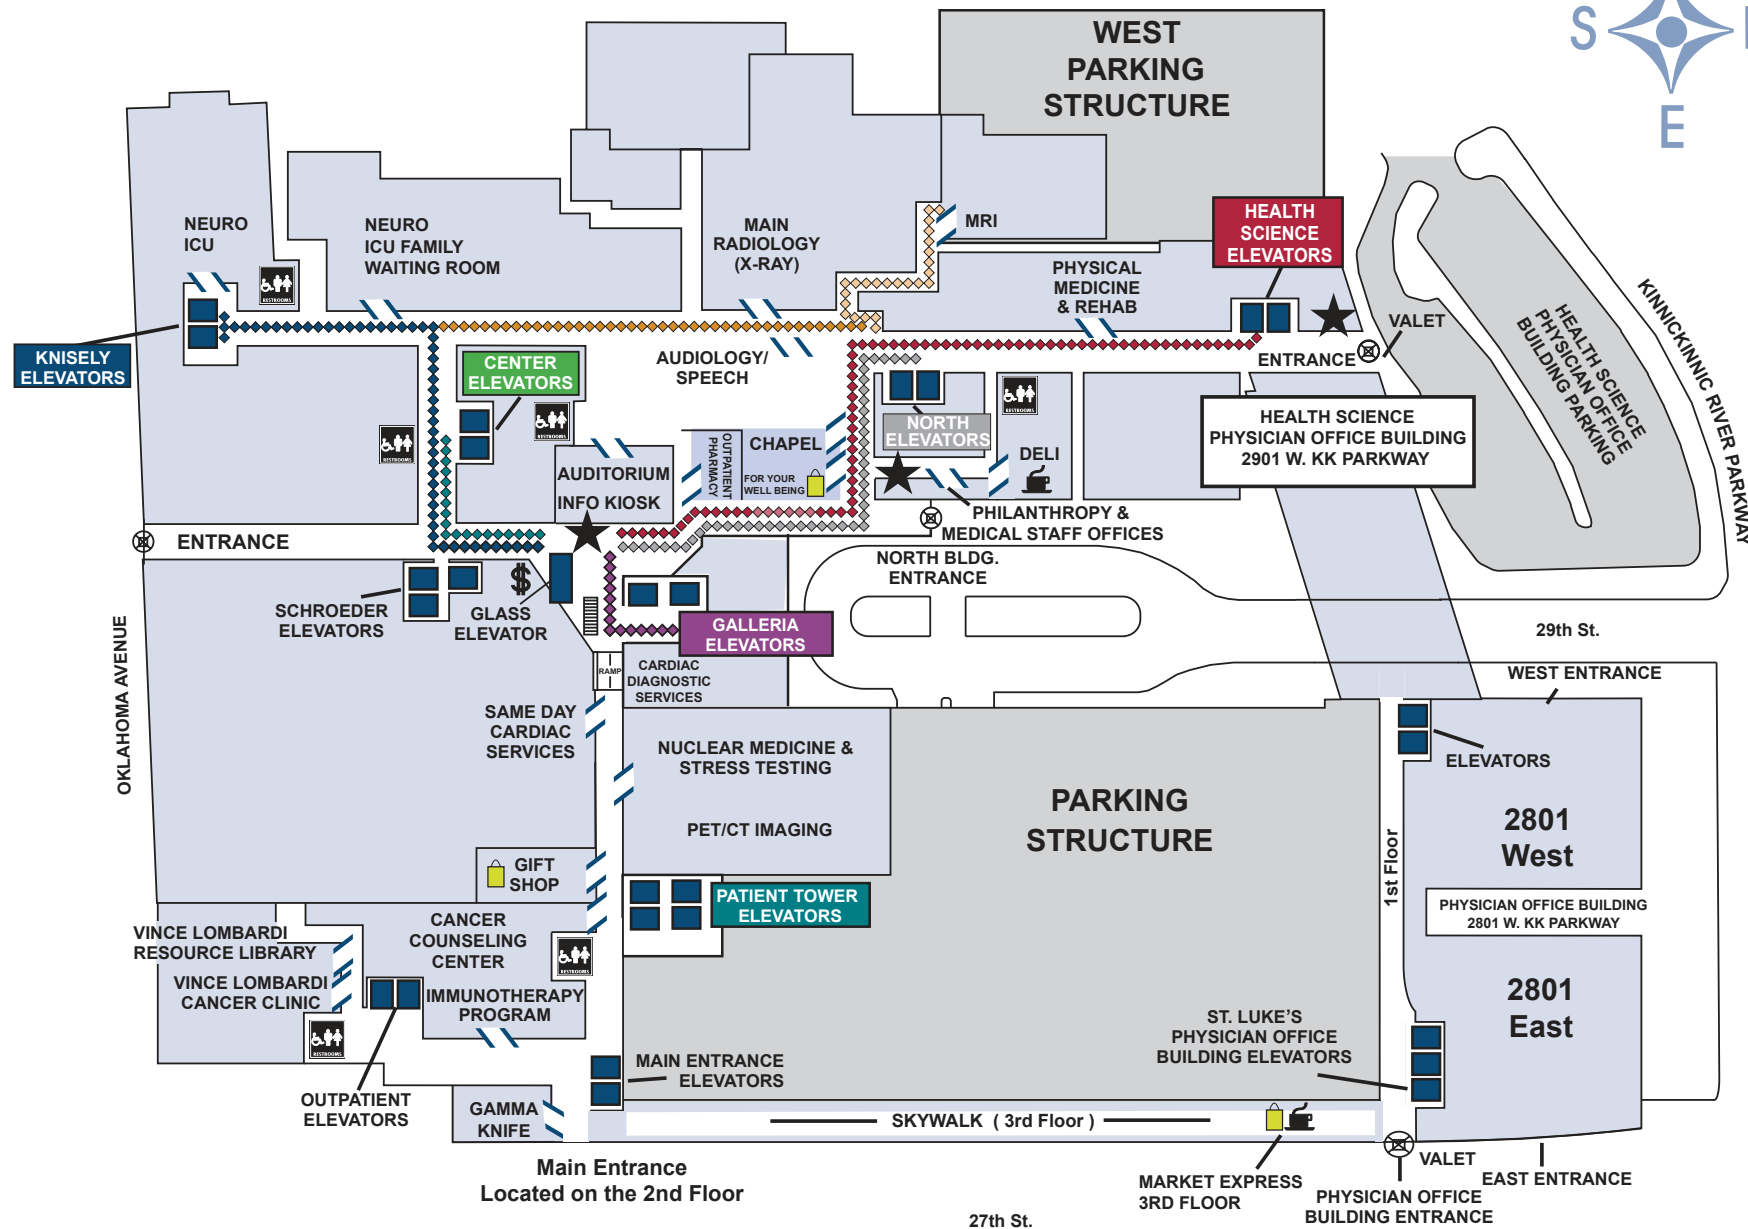 WEST
PARKING
STRUCTURE
S
E
HEALTH
SCIENCE
ELEVATORS
NEURO
ICU
NEURO
ICU FAMILY
WAITING ROOM
MAIN
RADIOLOGY
(X-RAY)
MRI
PHYSICAL
MEDICINE
& REHAB
RESTROOMS
VALET
ENTRANCE
KINNICKINNIC RIVER PARKWAY
HEALTH SCIENCE
PHYSICIAN OFFICE
BUILDING PARKING
KNISELY
ELEVATORS
CENTER
ELEVATORS
AUDIOLOGY/
SPEECH
RESTROOMS
RESTROOMS
RESTROOMS
NORTH
ELEVATORS
HEALTH SCIENCE
PHYSICIAN OFFICE BUILDING
2901 W. KK PARKWAY
AUDITORIUM
INFO KIOSK
OUTPATIENT
PHARMACY
CHAPEL
FOR YOUR
WELL BEING
DELI
PHILANTHROPY &
MEDICAL STAFF OFFICES
ENTRANCE
NORTH BLDG.
ENTRANCE
OKLAHOMA AVENUE
SCHROEDER
ELEVATORS
$
GLASS
ELEVATOR
GALLERIA
ELEVATORS
29th St.
RAMP
CARDIAC
DIAGNOSTIC
SERVICES
WEST ENTRANCE
SAME DAY
CARDIAC
SERVICES
NUCLEAR MEDICINE &
STRESS TESTING
PET/CT IMAGING
PARKING
STRUCTURE
ELEVATORS
2801
West
1st Floor
GIFT
SHOP
PATIENT TOWER
ELEVATORS
PHYSICIAN OFFICE BUILDING
2801 W. KK PARKWAY
VINCE LOMBARDI
RESOURCE LIBRARY
VINCE LOMBARDI
CANCER CLINIC
CANCER
COUNSELING
CENTER
RESTROOMS
IMMUNOTHERAPY
PROGRAM
RESTROOMS
2801
East
ST. LUKE'S
PHYSICIAN OFFICE
BUILDING ELEVATORS
MAIN ENTRANCE
ELEVATORS
OUTPATIENT
ELEVATORS
GAMMA
KNIFE
SKYWALK ( 3rd Floor )
Main Entrance
Located on the 2nd Floor
MARKET EXPRESS
3RD FLOOR
VALET
PHYSICIAN OFFICE
BUILDING ENTRANCE
EAST ENTRANCE
27th St.